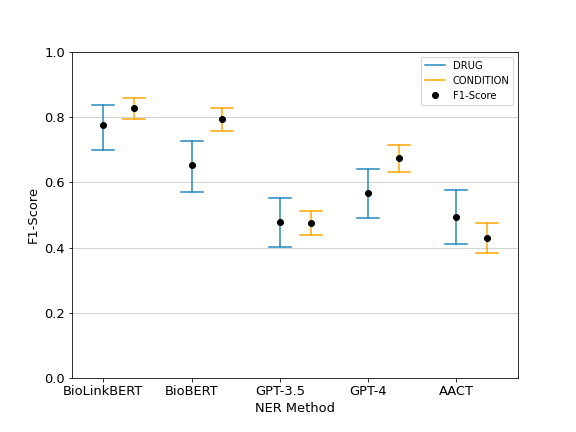 1.0
0.8
0.6
0.4
0.2
0.0
F1-Score
DRUG
CONDITION
F1-Score
BioLinkBERT BioBERT GPT-3.5 GPT-4 AACT
NER Method